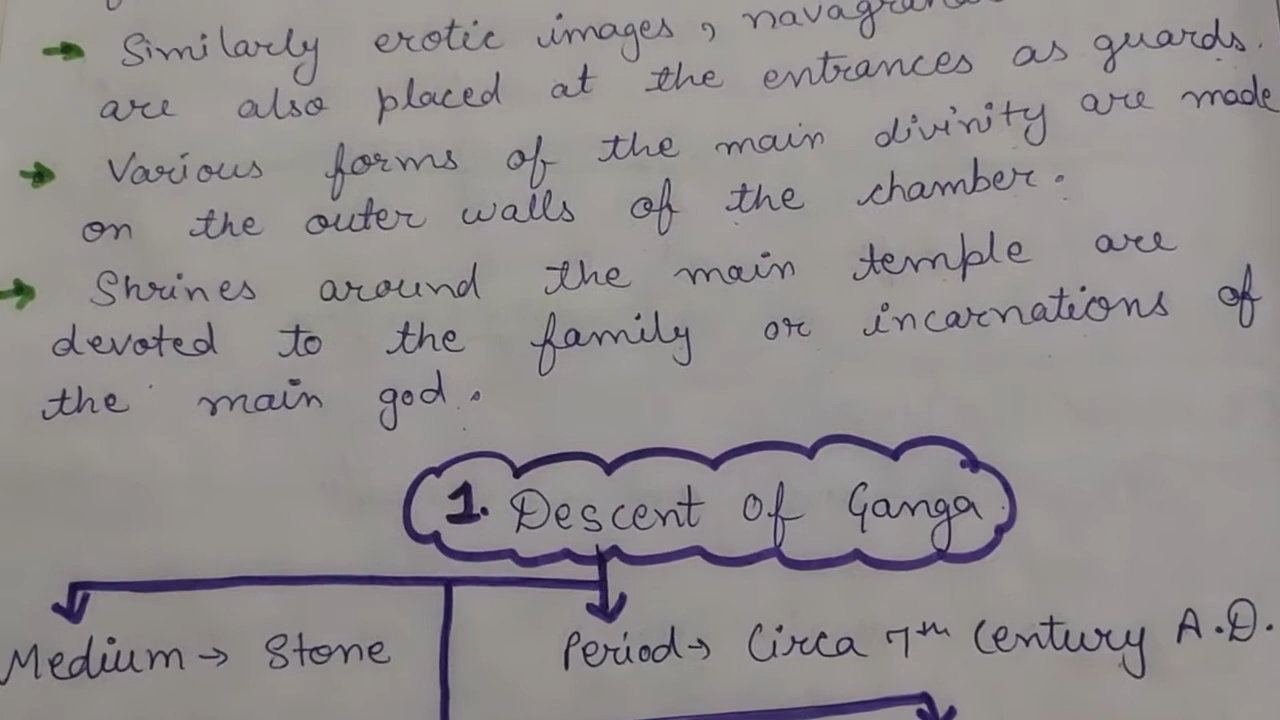 → Similarly erotic images, navagraha
are also placed at the entrances as guards.
→ Various forms of the main divinity are made
on the outer walls of the chamber.
→ Shrines around the main temple are
devoted to the family or incarnations of
the main god.
1. Descent of Ganga
Medium → Stone
Period → Circa 7th Century A.D.